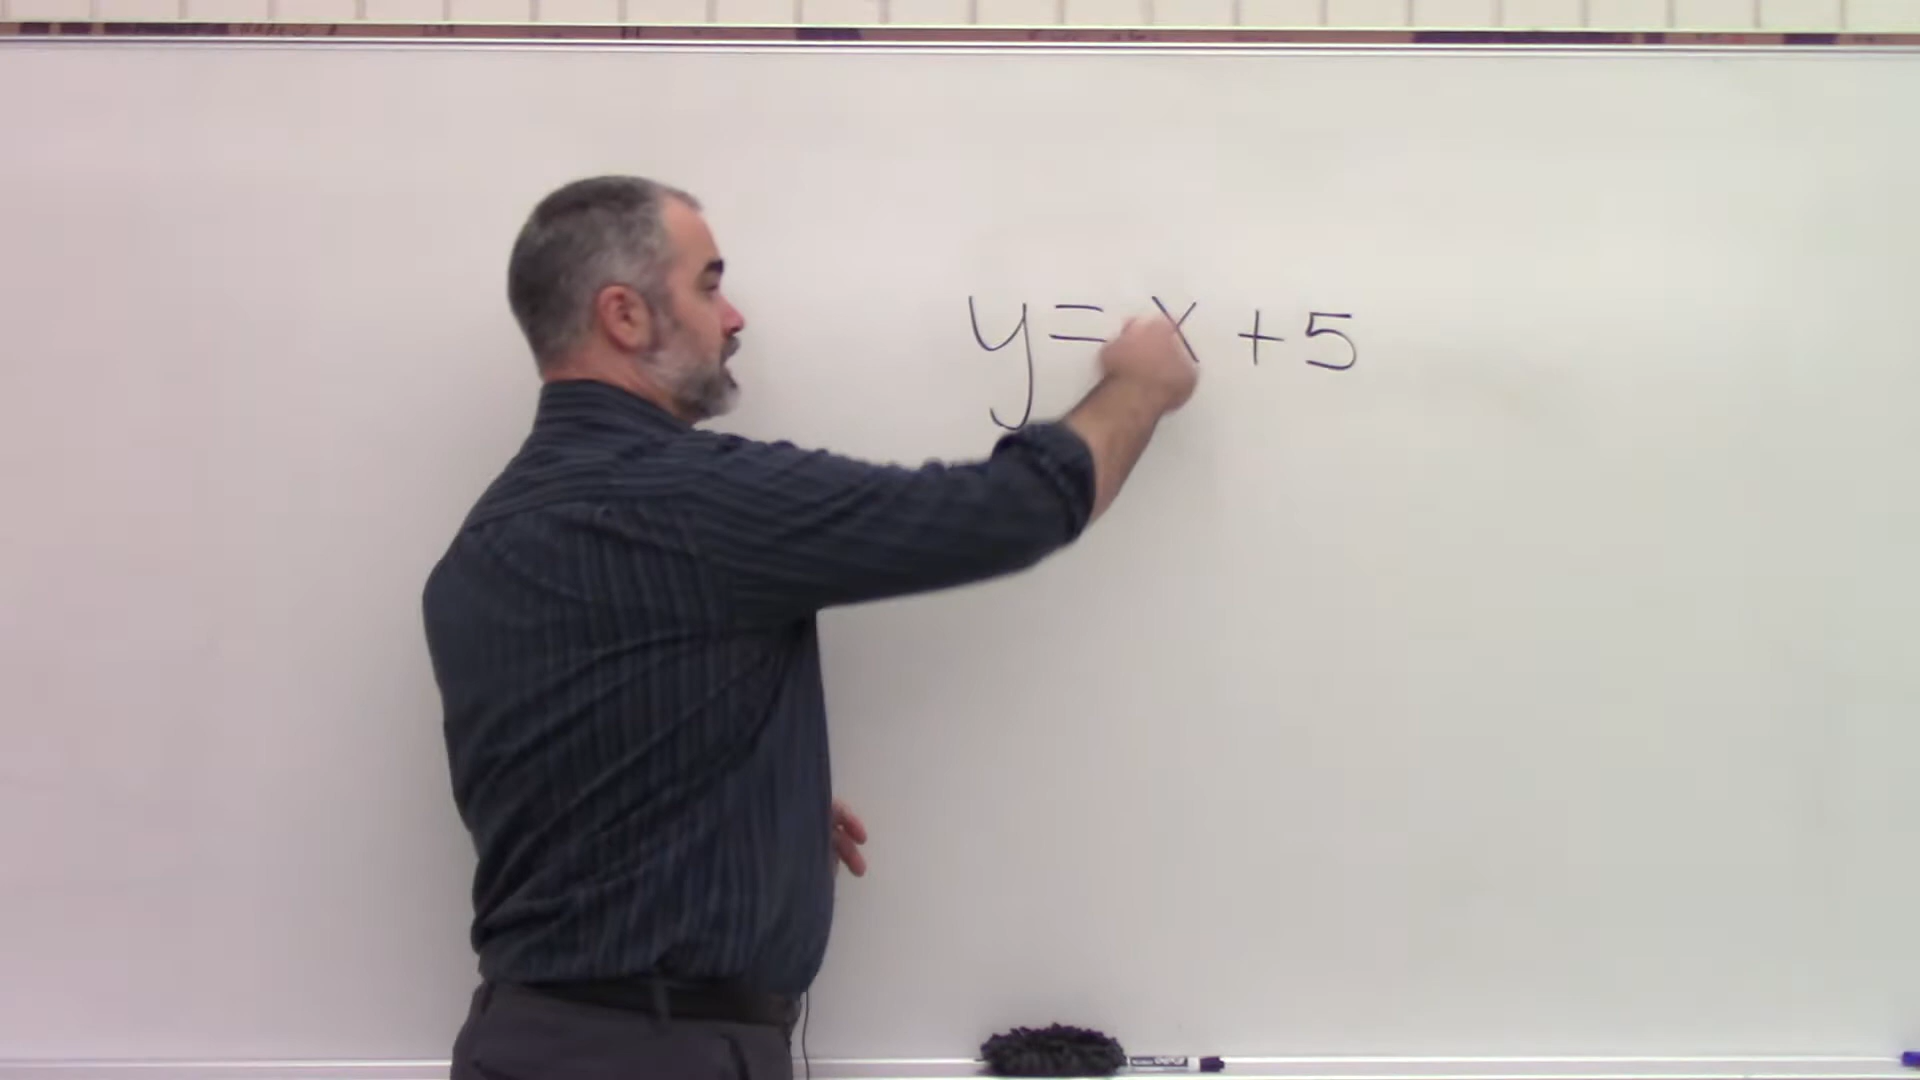 y = x + 5